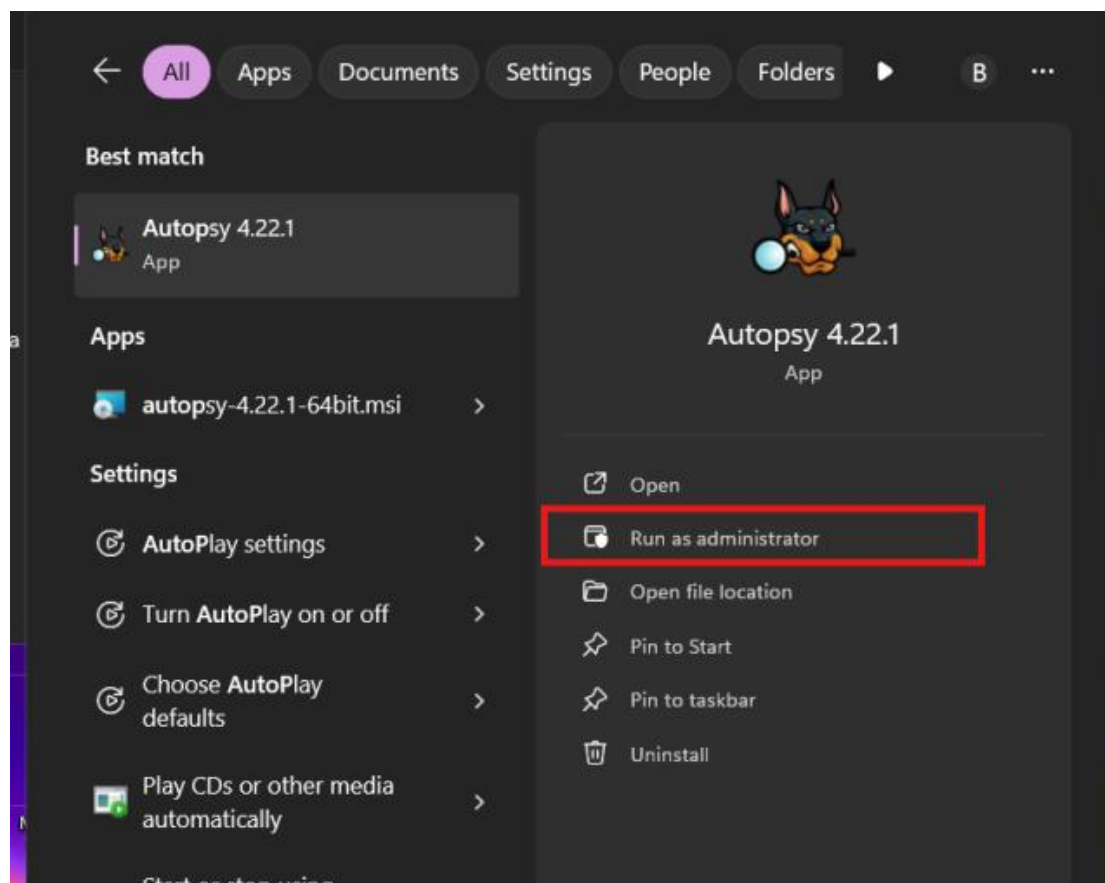 All Apps Documents Settings People Folders B
Best match
Autopsy 4.22.1
App
Apps
autopsy-4.22.1-64bit.msi
Settings
AutoPlay settings
Turn AutoPlay on or off
Choose AutoPlay
defaults
Play CDs or other media
automatically
Autopsy 4.22.1
App
Open
Run as administrator
Open file location
Pin to Start
Pin to taskbar
Uninstall